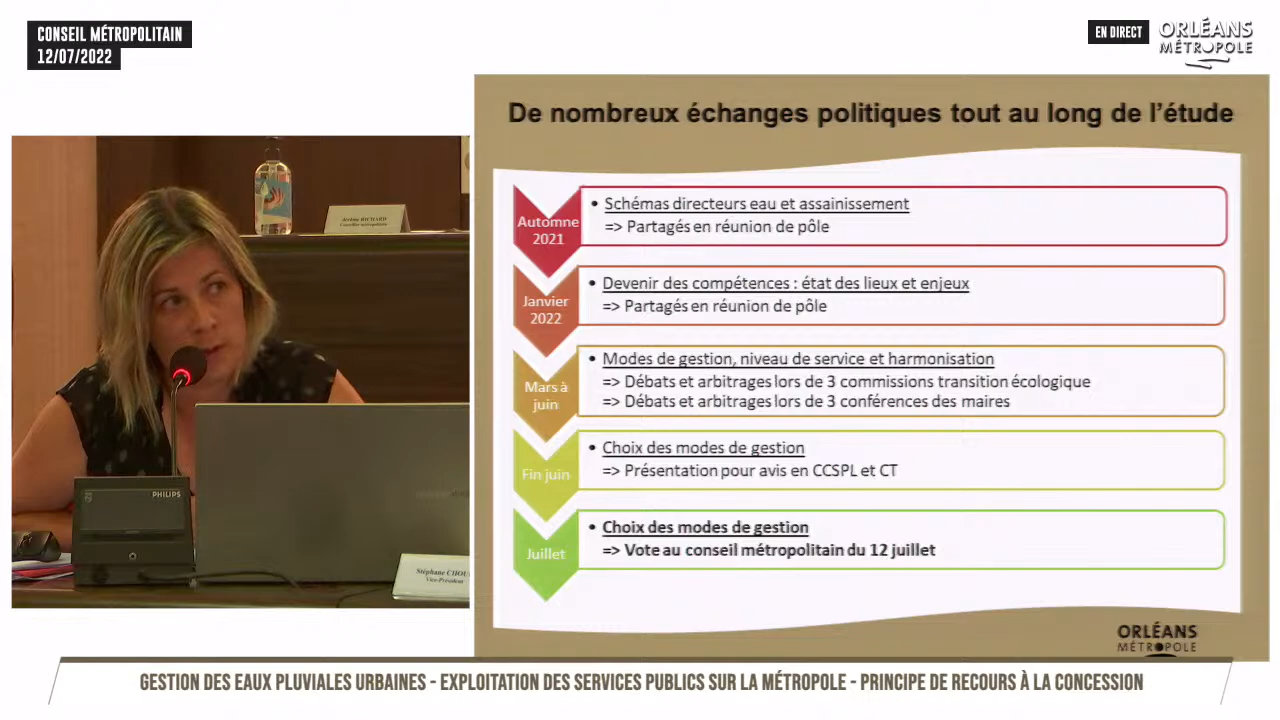 CONSEIL MÉTROPOLITAIN
12/07/2022
EN DIRECT
ORLÉANS
MÉTROPOLE
De nombreux échanges politiques tout au long de l'étude
Automne
2021
• Schémas directeurs eau et assainissement
=> Partagés en réunion de pôle
Janvier
2022
• Devenir des compétences : état des lieux et enjeux
=> Partagés en réunion de pôle
Mars à
juin
• Modes de gestion, niveau de service et harmonisation
=> Débats et arbitrages lors de 3 commissions transition écologique
=> Débats et arbitrages lors de 3 conférences des maires
Fin juin
• Choix des modes de gestion
=> Présentation pour avis en CCSPL et CT
Juillet
• Choix des modes de gestion
=> Vote au conseil métropolitain du 12 juillet
ORLÉANS
MÉTROPOLE
Jérôme RICHARD
Conseiller métropolitain
PHILIPS
Stéphane CHOU
Vice-Président
GESTION DES EAUX PLUVIALES URBAINES - EXPLOITATION DES SERVICES PUBLICS SUR LA MÉTROPOLE - PRINCIPE DE RECOURS À LA CONCESSION